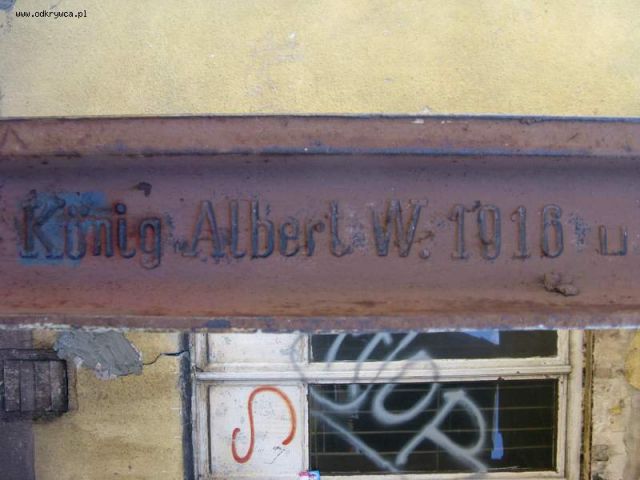 www.odkrywca.pl
König Albert W. 1916 u
S